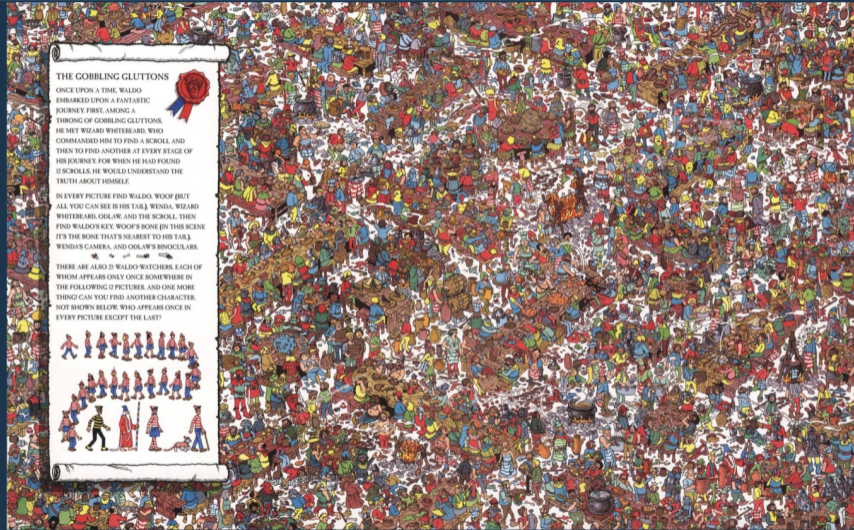 THE GOBBLING GLUTTONS
ONCE UPON A TIME, WALDO
EMBARKED UPON A FANTASTIC
JOURNEY. FIRST, AMONG A
THRONG OF GOBBLING GLUTTONS,
HE MET WIZARD WHITEBEARD, WHO
COMMANDED HIM TO FIND A SCROLL AND
THEN TO FIND ANOTHER AT EVERY STAGE OF
HIS JOURNEY. FOR WHEN HE HAD FOUND
12 SCROLLS, HE WOULD UNDERSTAND THE
TRUTH ABOUT HIMSELF.
IN EVERY PICTURE FIND WALDO, WOOF (BUT
ALL YOU CAN SEE IS HIS TAIL), WENDA, WIZARD
WHITEBEARD, ODLAW, AND THE SCROLL. THEN
FIND WALDO'S KEY, WOOF'S BONE (IN THIS SCENE
IT'S THE BONE THAT'S NEAREST TO HIS TAIL),
WENDA'S CAMERA, AND ODLAW'S BINOCULARS.
THERE ARE ALSO 25 WALDO WATCHERS, EACH OF
WHOM APPEARS ONLY ONCE SOMEWHERE IN
THE FOLLOWING 12 PICTURES. AND ONE MORE
THING! CAN YOU FIND ANOTHER CHARACTER,
NOT SHOWN BELOW, WHO APPEARS ONCE IN
EVERY PICTURE EXCEPT THE LAST?